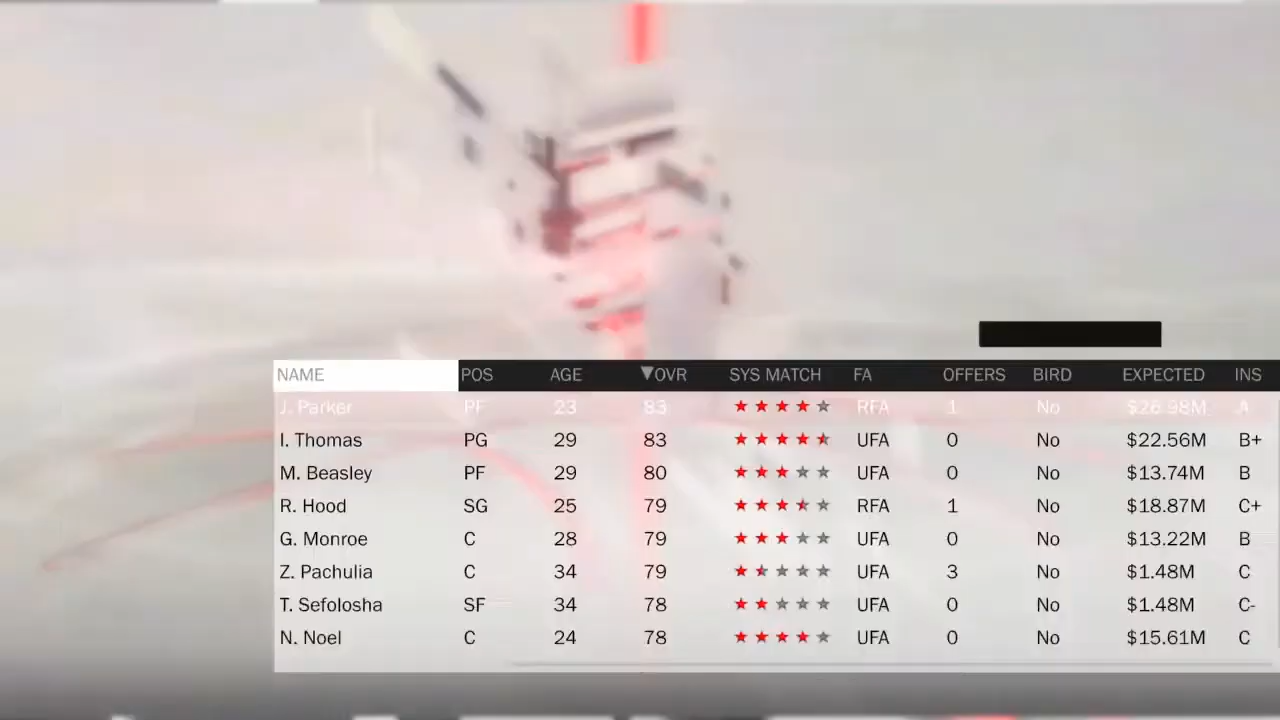 NAME POS AGE ▼OVR SYS MATCH FA OFFERS BIRD EXPECTED INS
J. Parker PF 23 83 RFA 1 No $26.98M A
I. Thomas PG 29 83 UFA 0 No $22.56M B+
M. Beasley PF 29 80 UFA 0 No $13.74M B
R. Hood SG 25 79 RFA 1 No $18.87M C+
G. Monroe C 28 79 UFA 0 No $13.22M B
Z. Pachulia C 34 79 UFA 3 No $1.48M C
T. Sefolosha SF 34 78 UFA 0 No $1.48M C-
N. Noel C 24 78 UFA 0 No $15.61M C